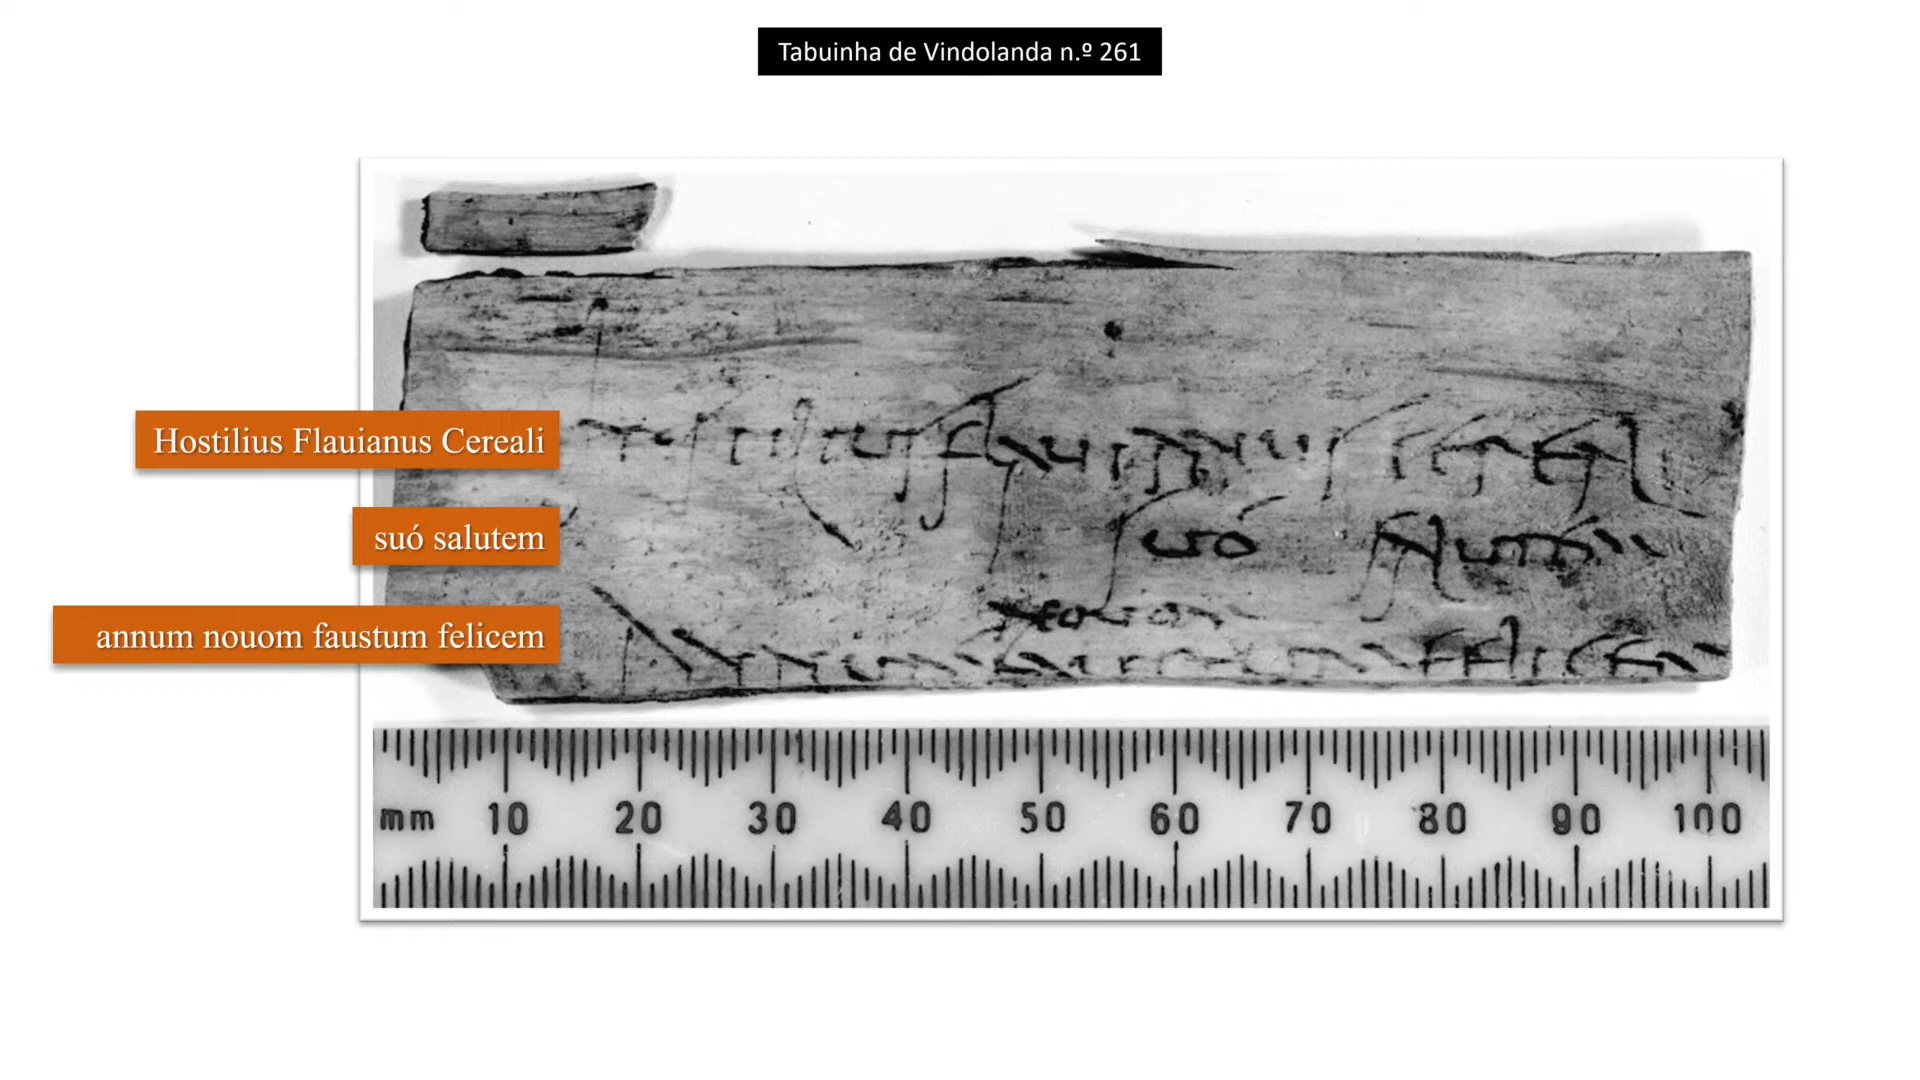 Tabuinha de Vindolanda n.º 261
Hostilius Flauianus Cereali
suó salutem
annum nouom faustum felicem
mm 10 20 30 40 50 60 70 80 90 100